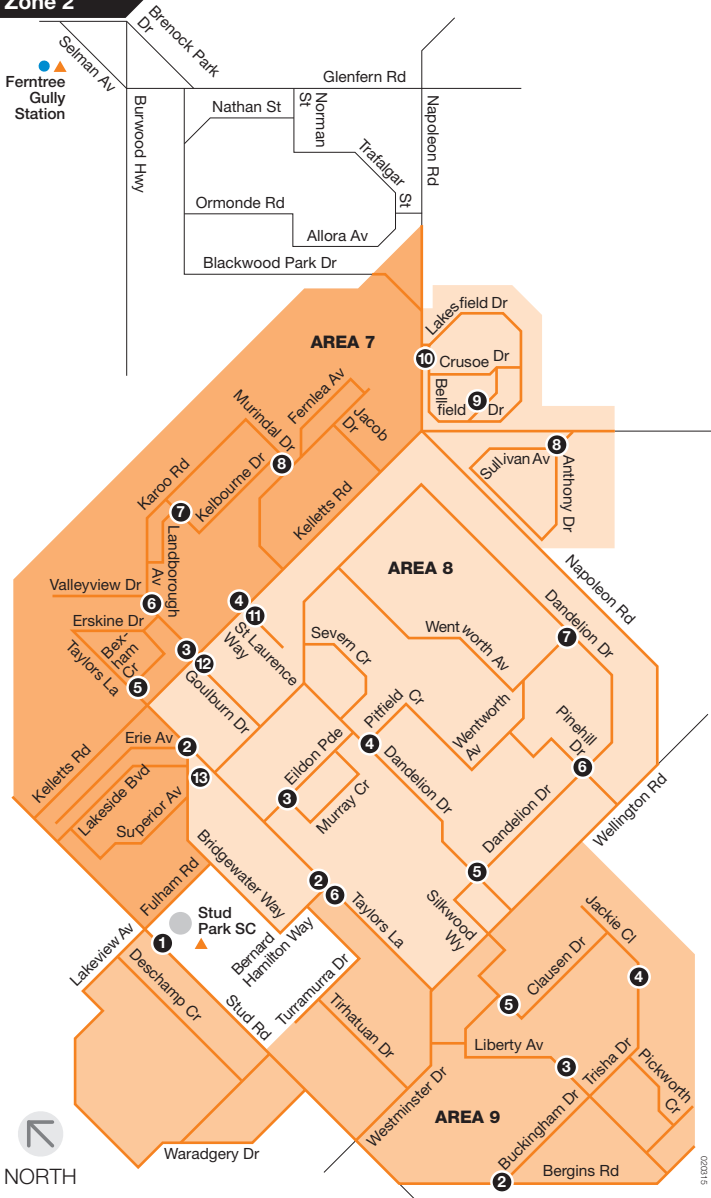 Zone 2
Selman Av
Brenock Park
Dr
Ferntree
Gully
Station
Burwood Hwy
Glenfern Rd
Nathan St
Norman
St
Napoleon Rd
Trafalgar
St
Ormonde Rd
Allora Av
Blackwood Park Dr
AREA 7
Lakesfield Dr
10
Crusoe Dr
Bell-
field Dr
9
Fernlea Av
Murindal Dr
Jacob
Dr
8
Kelbourne Dr
Karoo Rd
7
Kelletts Rd
8
Sullivan Av
Anthony Dr
Landborough
Av
Valleyview Dr
6
Erskine Dr
Bex-
ham
Cr
Taylors La
5
AREA 8
Napoleon Rd
Dandelion Dr
7
4
11
St Laurence
Way
3
12
Goulburn Dr
Severn Cr
Wentworth Av
Pitfield Cr
Wentworth
Av
Pinehill
Dr
6
Erie Av
2
Kelletts Rd
Lakeside Bvd
Superior Av
13
Eildon Pde
4
Dandelion Dr
3
Murray Cr
Dandelion Dr
Wellington Rd
5
Bridgewater Way
2
6
Taylors La
Silkwood
Wy
Fulham Rd
Stud
Park SC
1
Lakeview Av
Deschamp Cr
Bernard
Hamilton Way
Stud Rd
Turramurra Dr
Tirhatuan Dr
Jackie Cl
4
Clausen Dr
5
Liberty Av
3
Trisha Dr
Pickworth
Cr
Westminster Dr
AREA 9
Buckingham Dr
Bergins Rd
2
Waradgery Dr
NORTH
020315